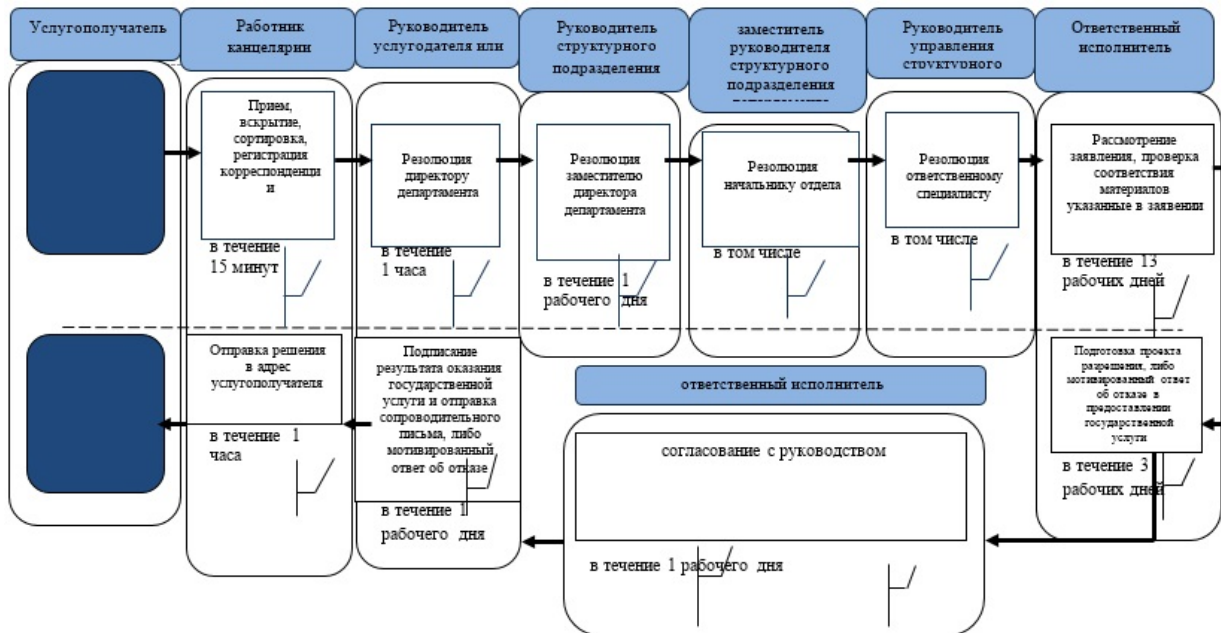 Услугополучатель
Работник
канцелярии
Руководитель
услугодателя или
Руководитель
структурного
подразделения
заместитель
руководителя
структурного
подразделения
департамента
Руководитель
управления
структурного
Ответственный
исполнитель
Прием,
вскрытие,
сортировка,
регистрация
корреспонденци
и
в течение
15 минут
Резолюция
директору
департамента
в течение
1 часа
Резолюция
заместителю
директора
департамента
в течение 1
рабочего дня
Резолюция
начальнику отдела
в том числе
Резолюция
ответственному
специалисту
в том числе
Рассмотрение
заявления, проверка
соответствия
материалов
указанные в заявении
в течение 13
рабочих дней
Отправка решения
в адрес
услугополучателя
в течение 1
часа
Подписание
результата оказания
государственной
услуги и отправка
сопроводительного
письма, либо
мотивированный
ответ об отказе
в течение 1
рабочего дня
ответственный исполнитель
согласование с руководством
в течение 1 рабочего дня
Подготовка проекта
разрешения, либо
мотивированный ответ
об отказе в
предоставлении
государственной
услуги
в течение 3
рабочих дней